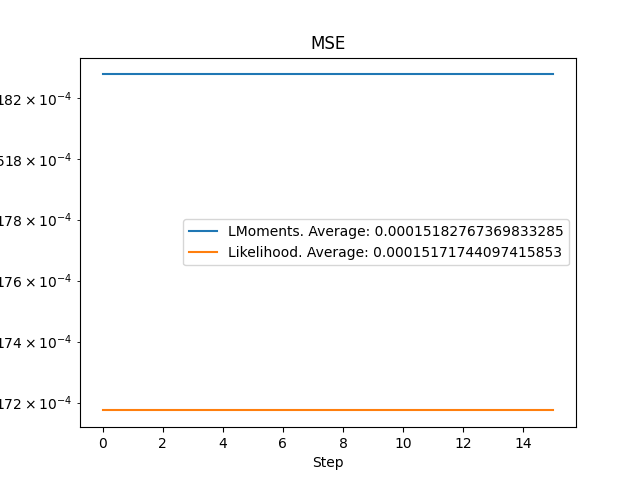 MSE
182 × 10⁻⁴
518 × 10⁻⁴
178 × 10⁻⁴
176 × 10⁻⁴
174 × 10⁻⁴
172 × 10⁻⁴
LMoments. Average: 0.00015182767369833285
Likelihood. Average: 0.00015171744097415853
0 2 4 6 8 10 12 14
Step